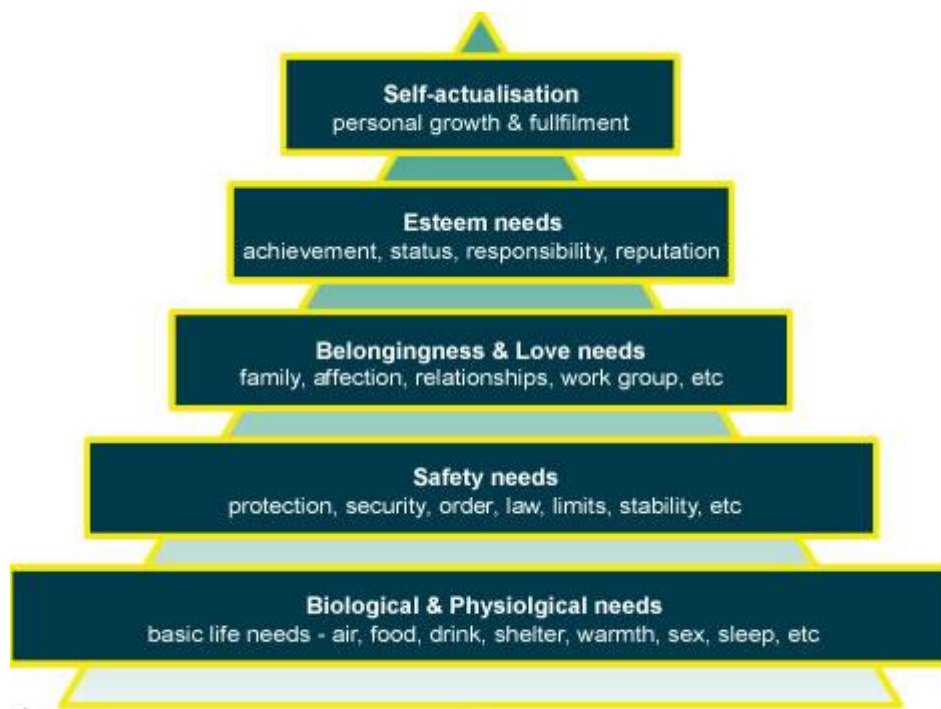 Self-actualisation
personal growth & fullfilment
Esteem needs
achievement, status, responsibility, reputation
Belongingness & Love needs
family, affection, relationships, work group, etc
Safety needs
protection, security, order, law, limits, stability, etc
Biological & Physiolgical needs
basic life needs - air, food, drink, shelter, warmth, sex, sleep, etc